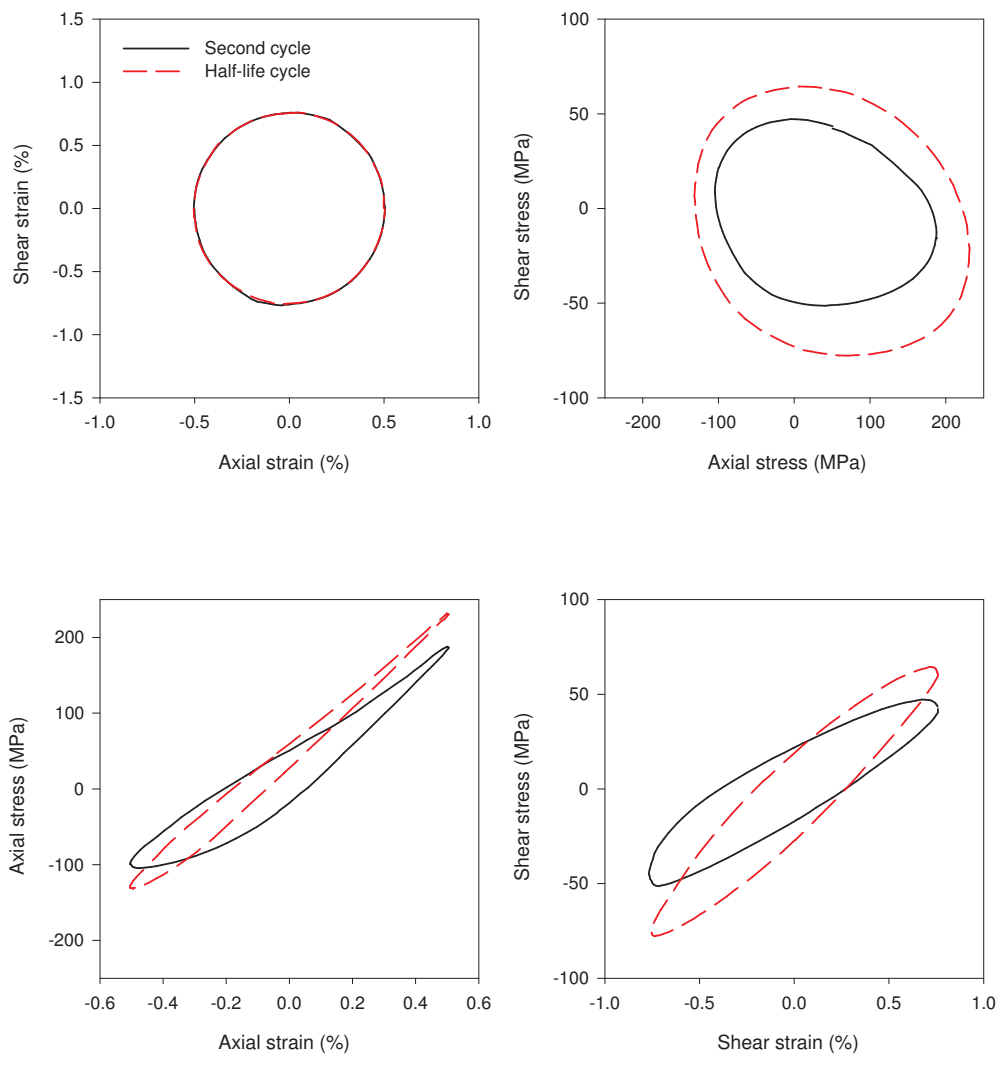 1.5
1.0
0.5
0.0
-0.5
-1.0
-1.5
Shear strain (%)
Second cycle
Half-life cycle
-1.0 -0.5 0.0 0.5 1.0
Axial strain (%)
100
50
0
-50
-100
Shear stress (MPa)
-200 -100 0 100 200
Axial stress (MPa)
200
100
0
-100
-200
Axial stress (MPa)
-0.6 -0.4 -0.2 0.0 0.2 0.4 0.6
Axial strain (%)
100
50
0
-50
-100
Shear stress (MPa)
-1.0 -0.5 0.0 0.5 1.0
Shear strain (%)